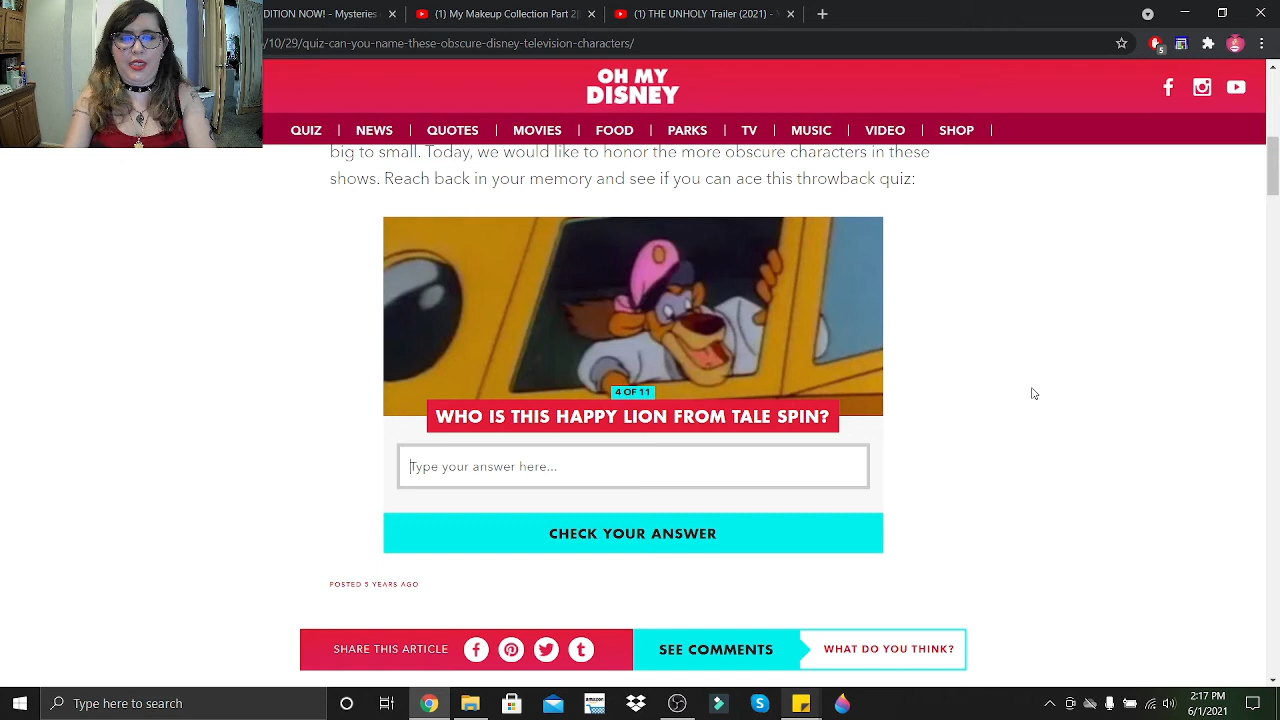 DITION NOW! - Mysteries
(1) My Makeup Collection Part 2|
(1) THE UNHOLY Trailer (2021) -
/10/29/quiz-can-you-name-these-obscure-disney-television-characters/
5
OH MY
DISNEY
QUIZ | NEWS | QUOTES | MOVIES | FOOD | PARKS | TV | MUSIC | VIDEO | SHOP |
big to small. Today, we would like to honor the more obscure characters in these
shows. Reach back in your memory and see if you can ace this throwback quiz:
4 OF 11
WHO IS THIS HAPPY LION FROM TALE SPIN?
Type your answer here...
CHECK YOUR ANSWER
POSTED 5 YEARS AGO
SHARE THIS ARTICLE
SEE COMMENTS
WHAT DO YOU THINK?
Type here to search
amazon
2:17 PM
6/1/2021